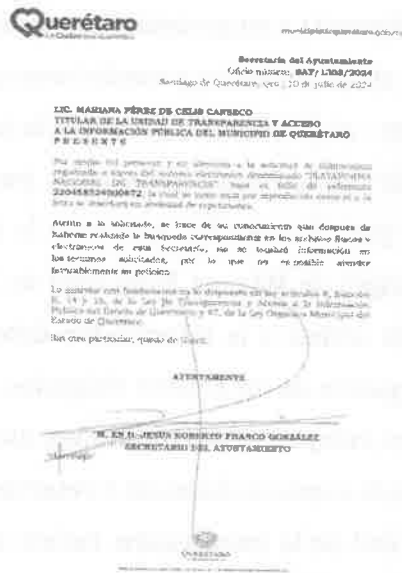 Querétaro
Secretaría del Ayuntamiento
Oficio número: SAY/1308/2024
Santiago de Querétaro, Qro., 10 de julio de 2024
LIC. MARIANA PÉREZ DE CELIS CANSECO
TITULAR DE LA UNIDAD DE TRANSPARENCIA Y ACCESO
A LA INFORMACIÓN PÚBLICA DEL MUNICIPIO DE QUERÉTARO
P R E S E N T E
Por medio del presente y en atención a la solicitud de información
registrada a través del sistema electrónico denominado "PLATAFORMA
NACIONAL DE TRANSPARENCIA" bajo el folio de referencia
la cual se tiene aquí por reproducida como si a la
letra se insertara en obviedad de repeticiones.
Atento a lo solicitado, se hace de su conocimiento que después de
haberse realizado la búsqueda correspondiente en los archivos físicos y
electrónicos de esta Secretaría, no se localizó información en
los términos solicitados, por lo que no es posible atender
favorablemente su petición.
Lo anterior con fundamento en lo dispuesto en los artículos
de la Ley de Transparencia y Acceso a la Información
Pública del Estado de Querétaro y 47, de la Ley Orgánica Municipal del
Estado de Querétaro.
Sin otro particular, quedo de Usted.
ATENTAMENTE
M. EN D. JESÚS ROBERTO FRANCO GONZÁLEZ
SECRETARIO DEL AYUNTAMIENTO
QUERÉTARO